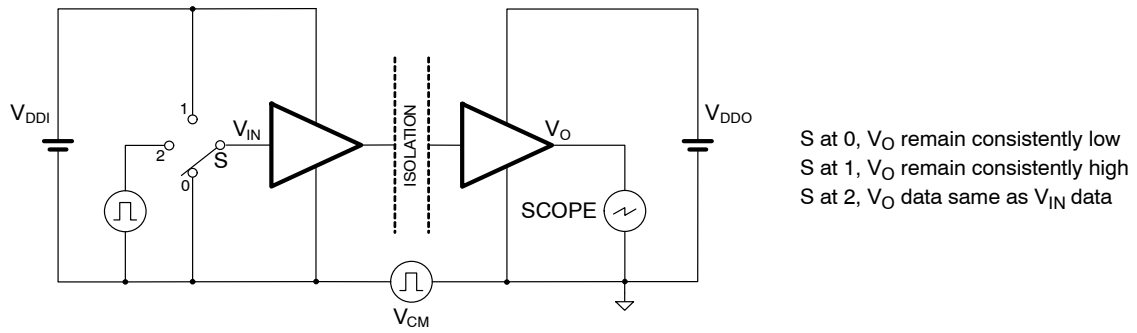 V_DDI
1
2
0
S
V_IN
ISOLATION
V_O
SCOPE
V_CM
V_DDO
S at 0, V_O remain consistently low
S at 1, V_O remain consistently high
S at 2, V_O data same as V_IN data